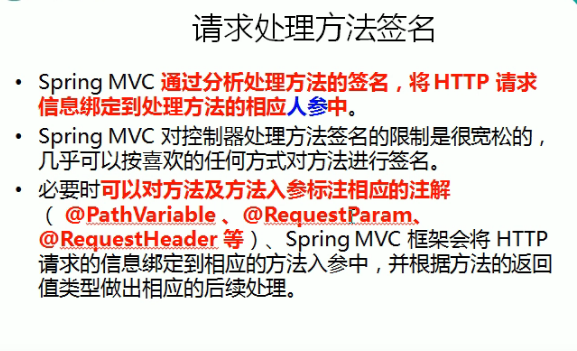 请求处理方法签名
• Spring MVC 通过分析处理方法的签名，将 HTTP 请求
信息绑定到处理方法的相应人参中。
• Spring MVC 对控制器处理方法签名的限制是很宽松的，
几乎可以按喜欢的任何方式对方法进行签名。
• 必要时可以对方法及方法入参标注相应的注解
（ @PathVariable 、@RequestParam、
@RequestHeader 等）、Spring MVC 框架会将 HTTP
请求的信息绑定到相应的方法入参中，并根据方法的返回
值类型做出相应的后续处理。